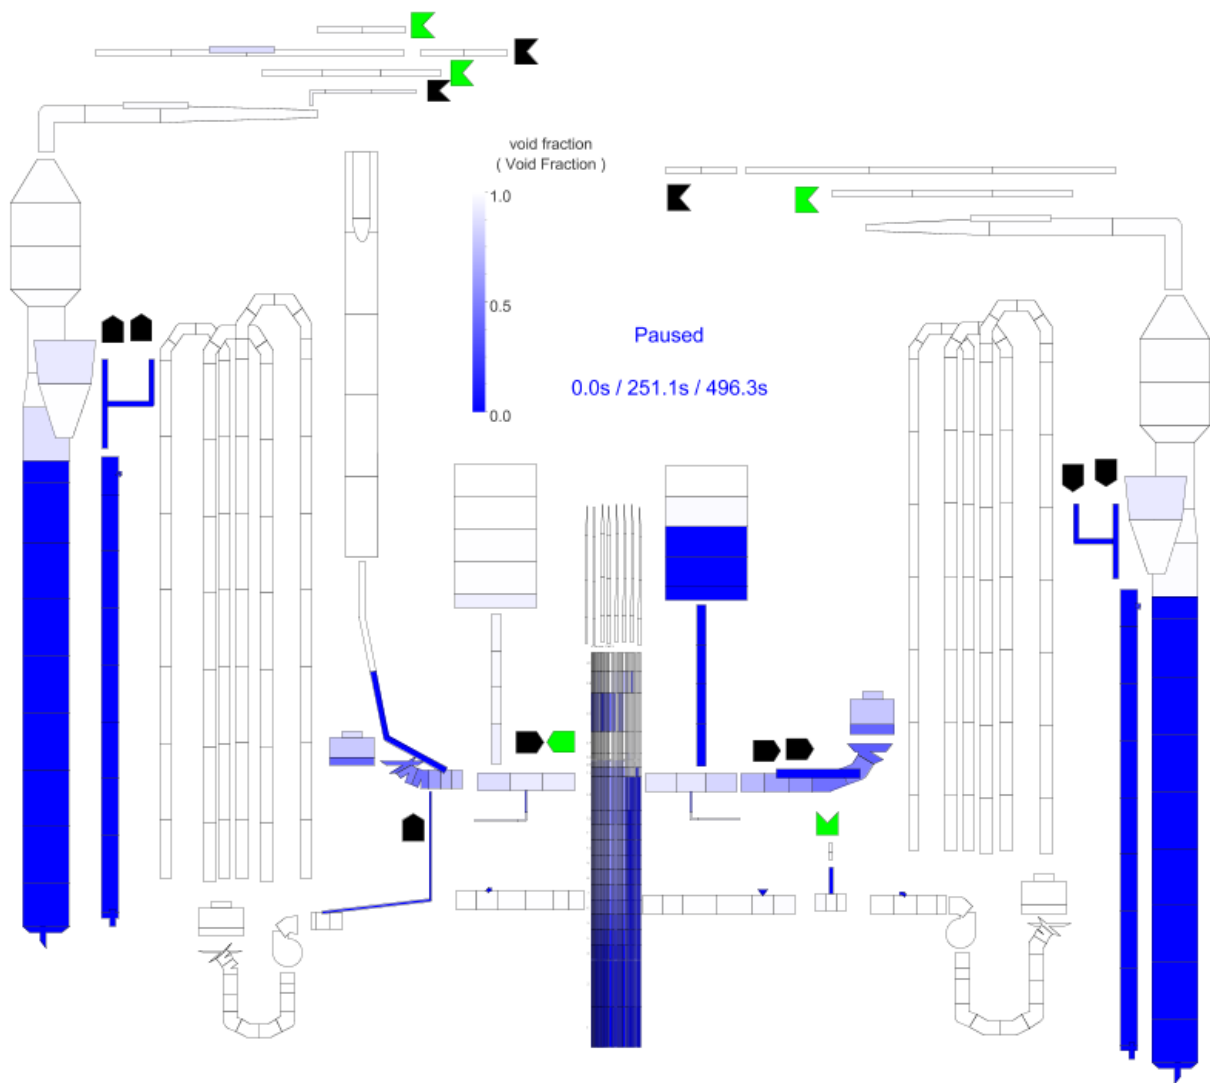 void fraction
( Void Fraction )
1.0
0.5
0.0
Paused
0.0s / 251.1s / 496.3s